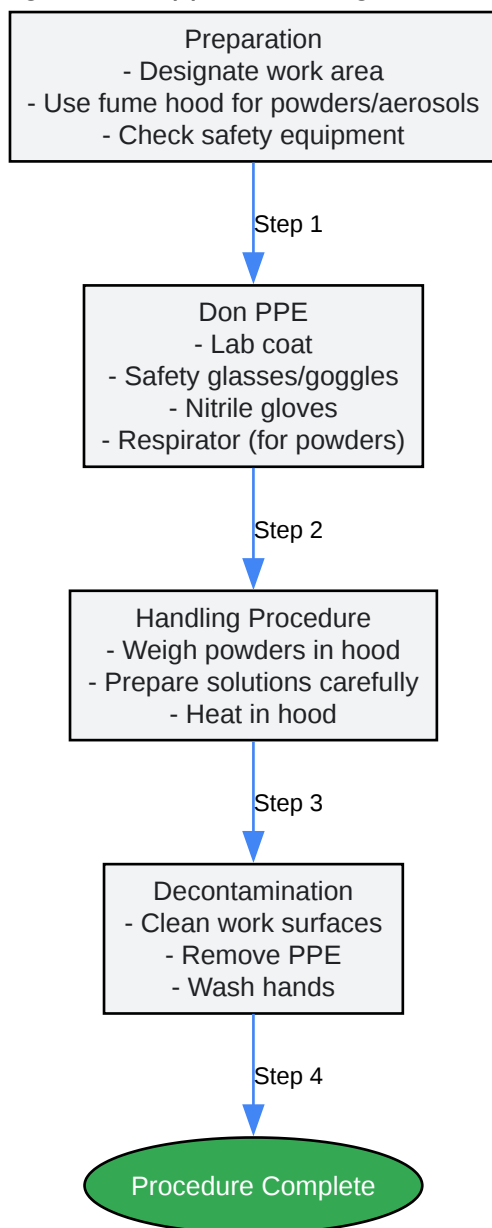 Preparation
- Designate work area
- Use fume hood for powders/aerosols
- Check safety equipment
Step 1
Don PPE
- Lab coat
- Safety glasses/goggles
- Nitrile gloves
- Respirator (for powders)
Step 2
Handling Procedure
- Weigh powders in hood
- Prepare solutions carefully
- Heat in hood
Step 3
Decontamination
- Clean work surfaces
- Remove PPE
- Wash hands
Step 4
Procedure Complete